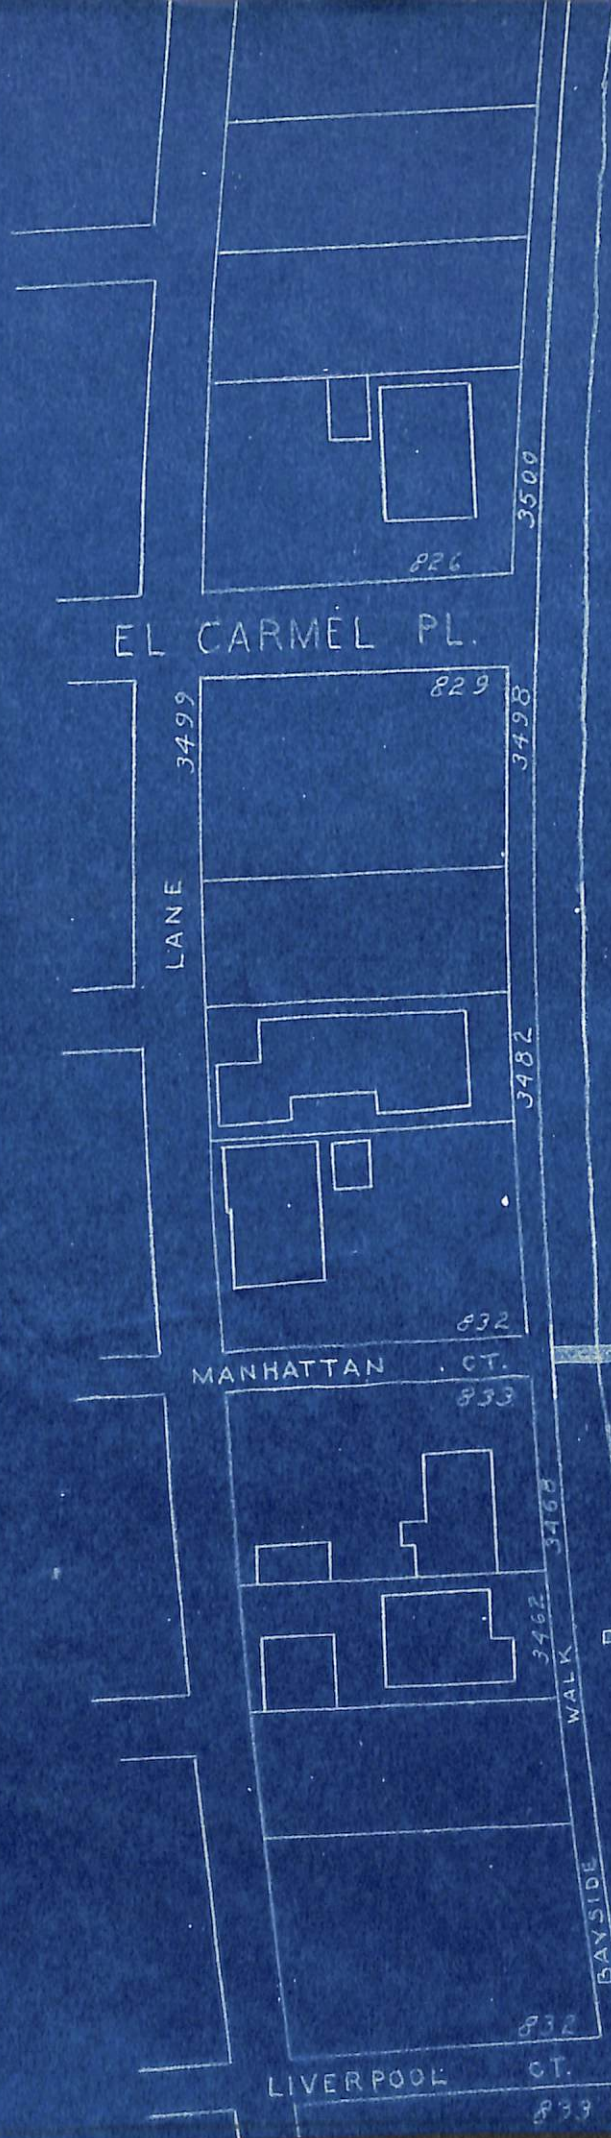 3500
826
EL CARMEL PL.
829
3499
3498
LANE
3482
832
MANHATTAN CT.
833
3468
3462
WALK
BAYSIDE
832
LIVERPOOL CT.
833